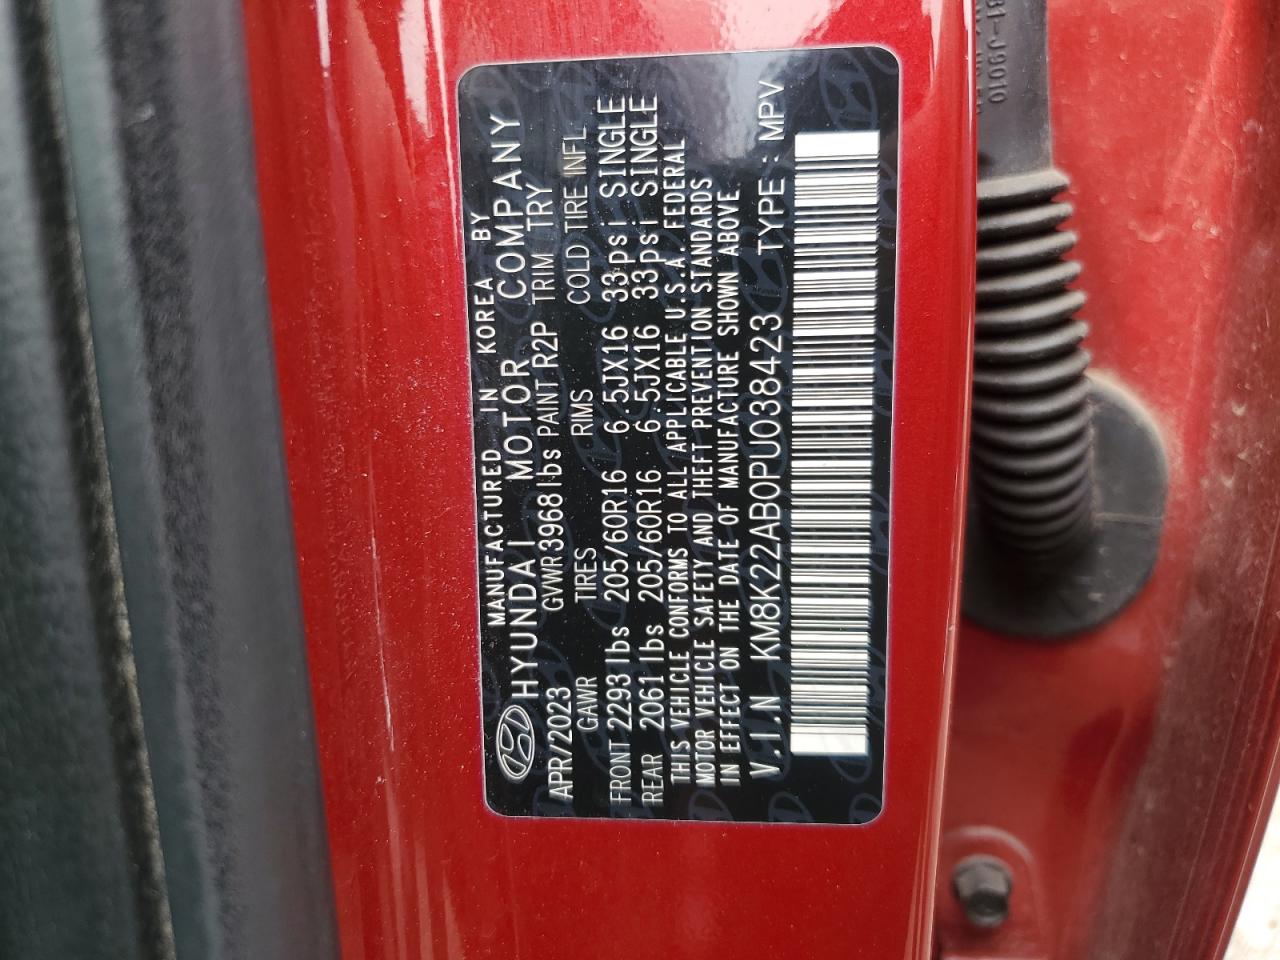 MANUFACTURED IN KOREA BY
HYUNDAI MOTOR COMPANY
APR/2023 GVWR 3968 lbs PAINT R2P TRIM TRY
GAWR TIRES RIMS COLD TIRE INFL
FRONT 2293 lbs 205/60R16 6.5JX16 33psi SINGLE
REAR 2061 lbs 205/60R16 6.5JX16 33psi SINGLE
THIS VEHICLE CONFORMS TO ALL APPLICABLE U.S.A. FEDERAL
MOTOR VEHICLE SAFETY AND THEFT PREVENTION STANDARDS
IN EFFECT ON THE DATE OF MANUFACTURE SHOWN ABOVE.
V.I.N KM8K22AB0PU038423 TYPE: MPV